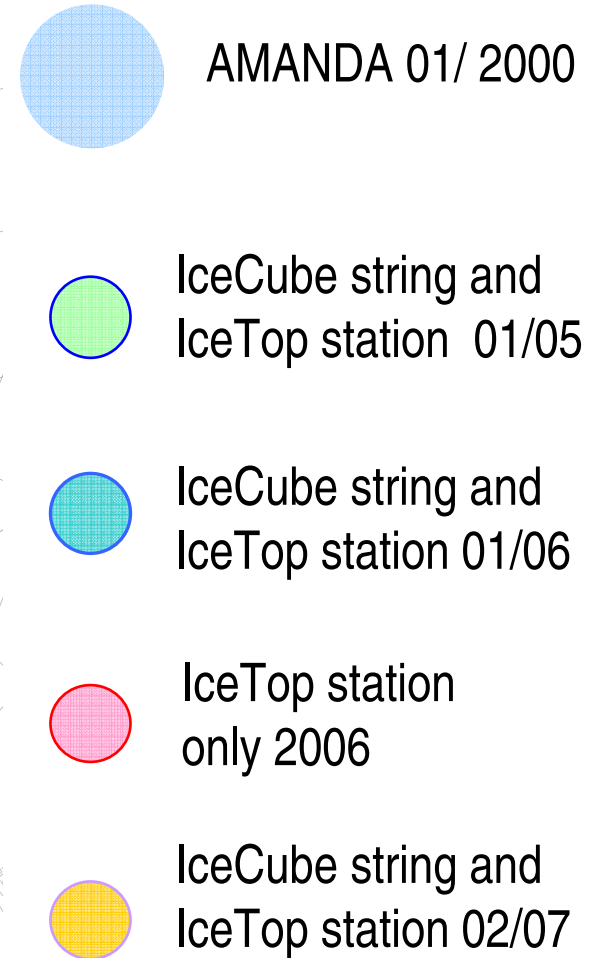 AMANDA 01/ 2000
IceCube string and
IceTop station 01/05
IceCube string and
IceTop station 01/06
IceTop station
only 2006
IceCube string and
IceTop station 02/07